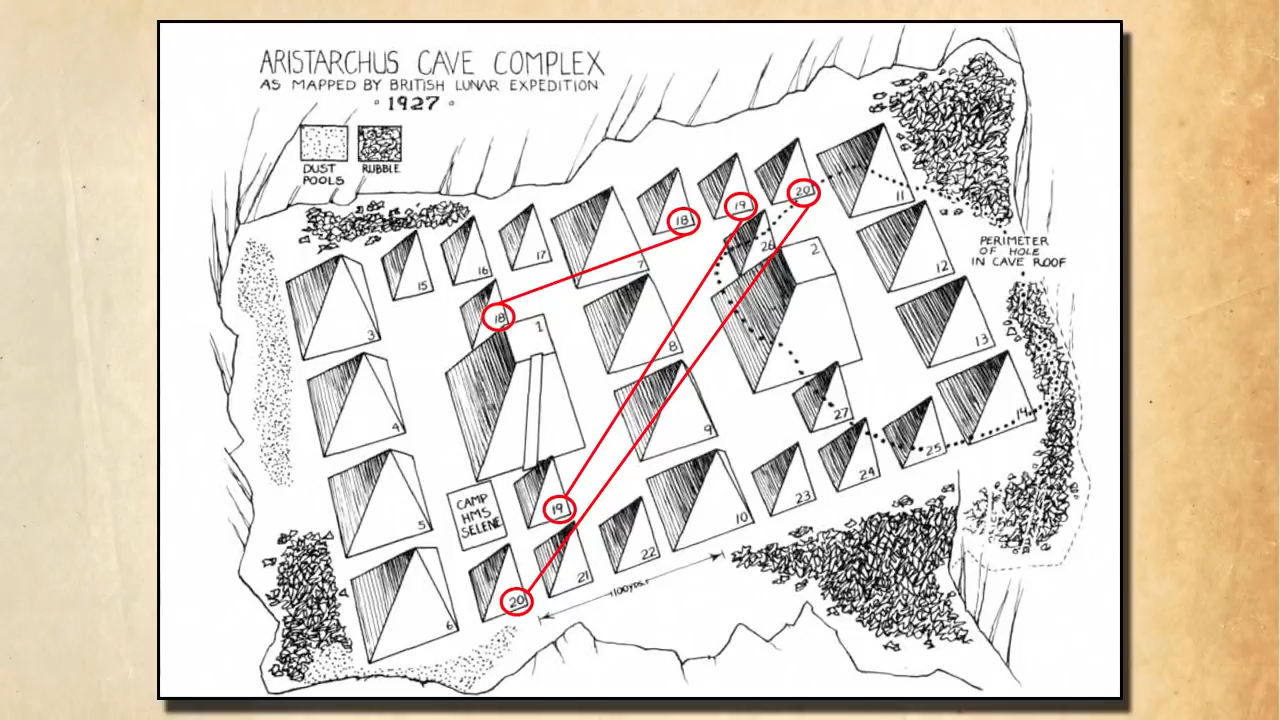 ARISTARCHUS CAVE COMPLEX
AS MAPPED BY BRITISH LUNAR EXPEDITION
1927
DUST
POOLS
RUBBLE
PERIMETER
OF HOLE
IN CAVE ROOF
3
15
16
17
7
18
19
20
11
26
2
12
18
1
8
13
4
9
27
14
5
CAMP
HMS
SELENE
19
10
23
24
25
6
20
21
22
100YDS.